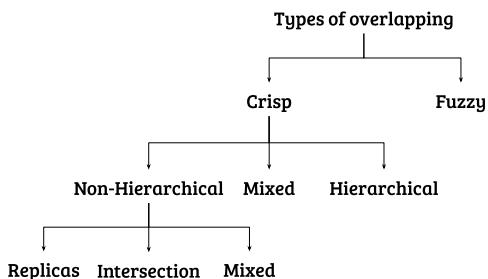 Types of overlapping
Crisp Fuzzy
Non-Hierarchical Mixed Hierarchical
Replicas Intersection Mixed